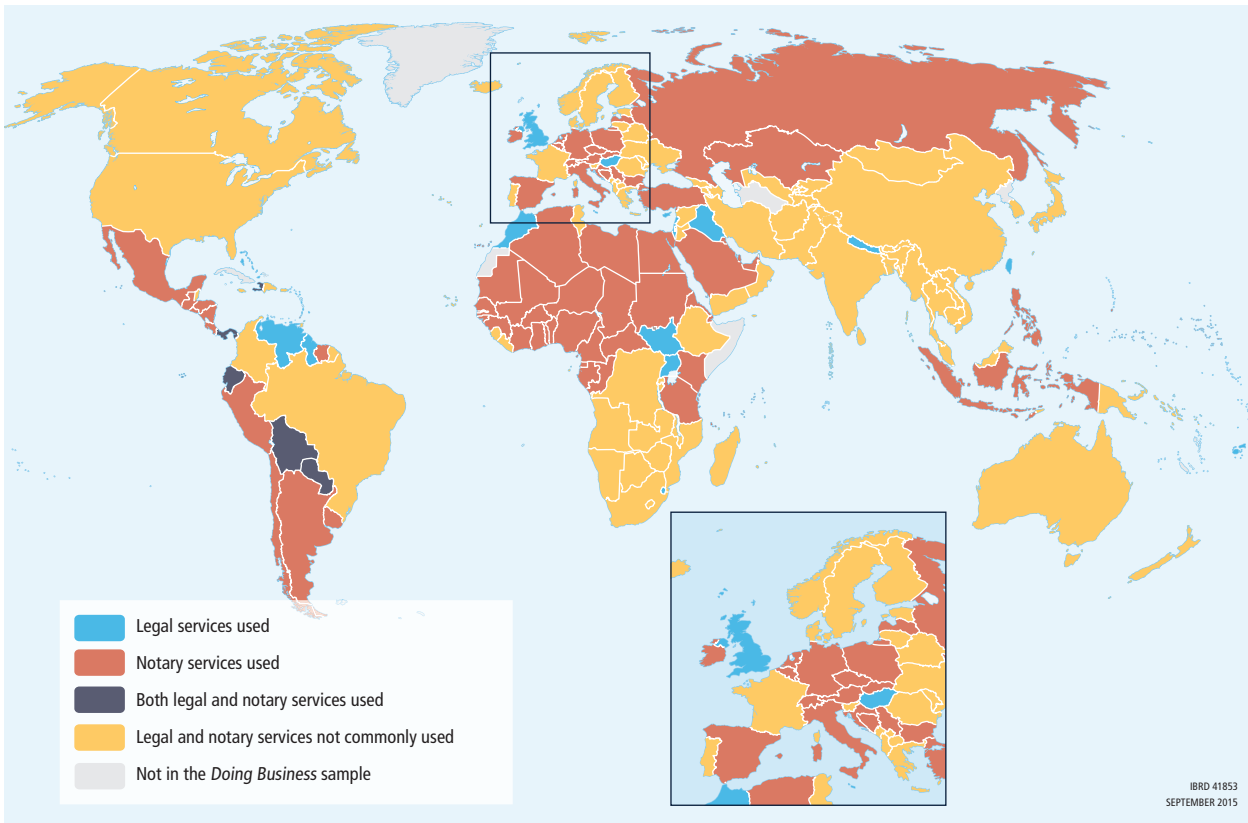 Legal services used
Notary services used
Both legal and notary services used
Legal and notary services not commonly used
Not in the Doing Business sample
IBRD 41853
SEPTEMBER 2015